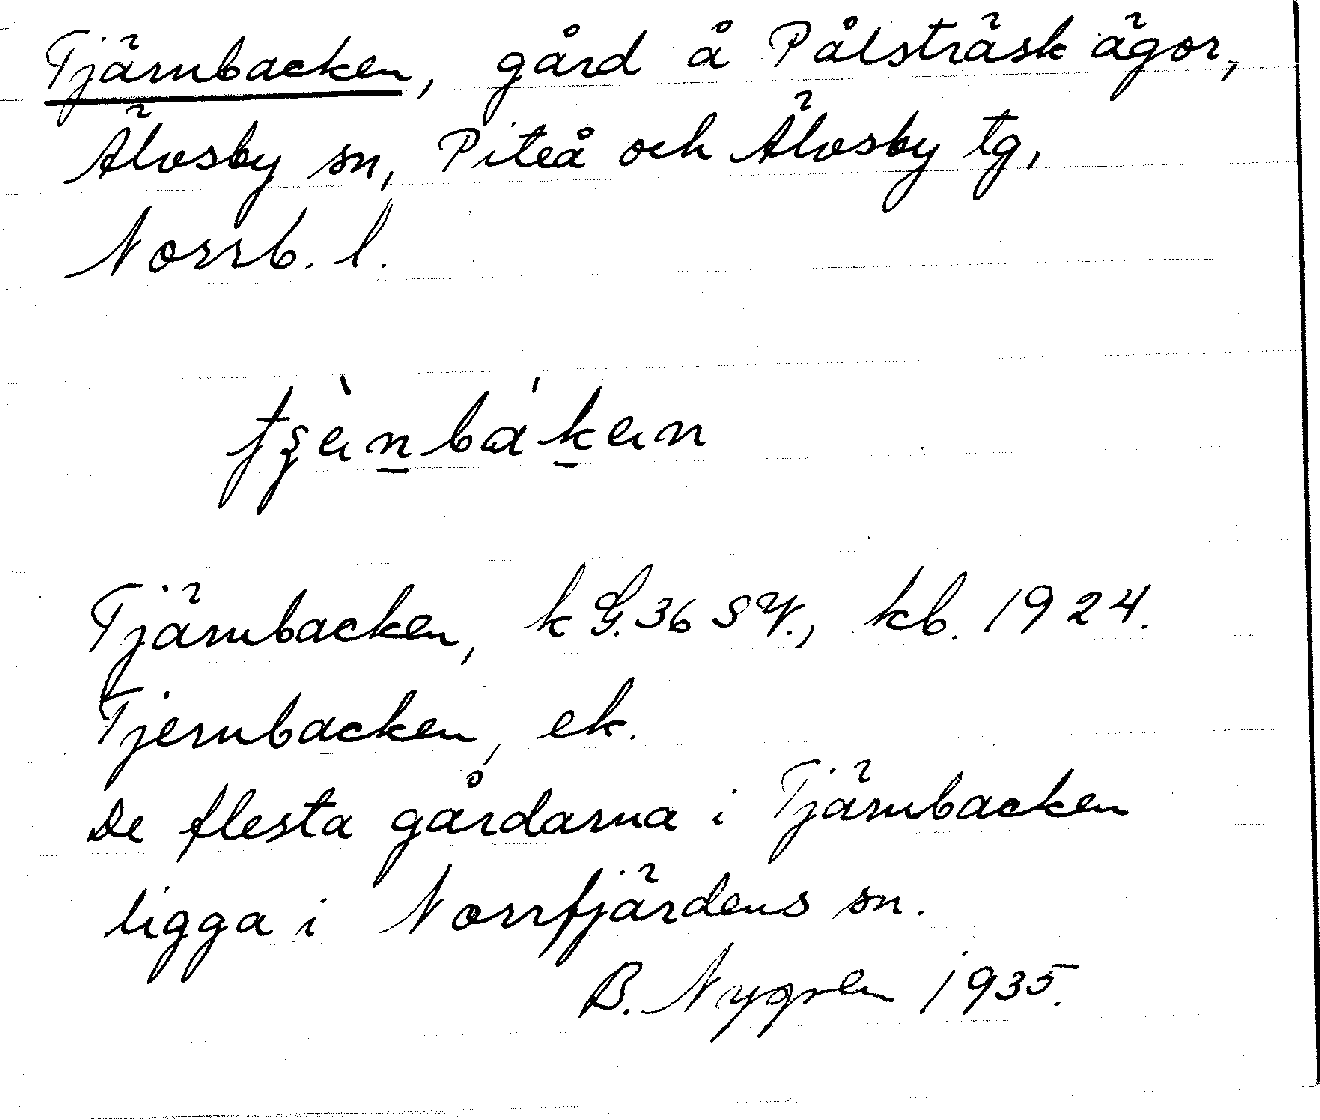 Tjärnbacken, gård å Pålsträsk ägor,
Älvsby sn, Piteå och Älvsby tg,
Norrb. l.
Tjärnbacken, k G.36 SV., kb. 1924.
Tjernbacken, ek.
De flesta gårdarna i Tjärnbacken
ligga i Norrfjärdens sn.
B. Nygren 1935.